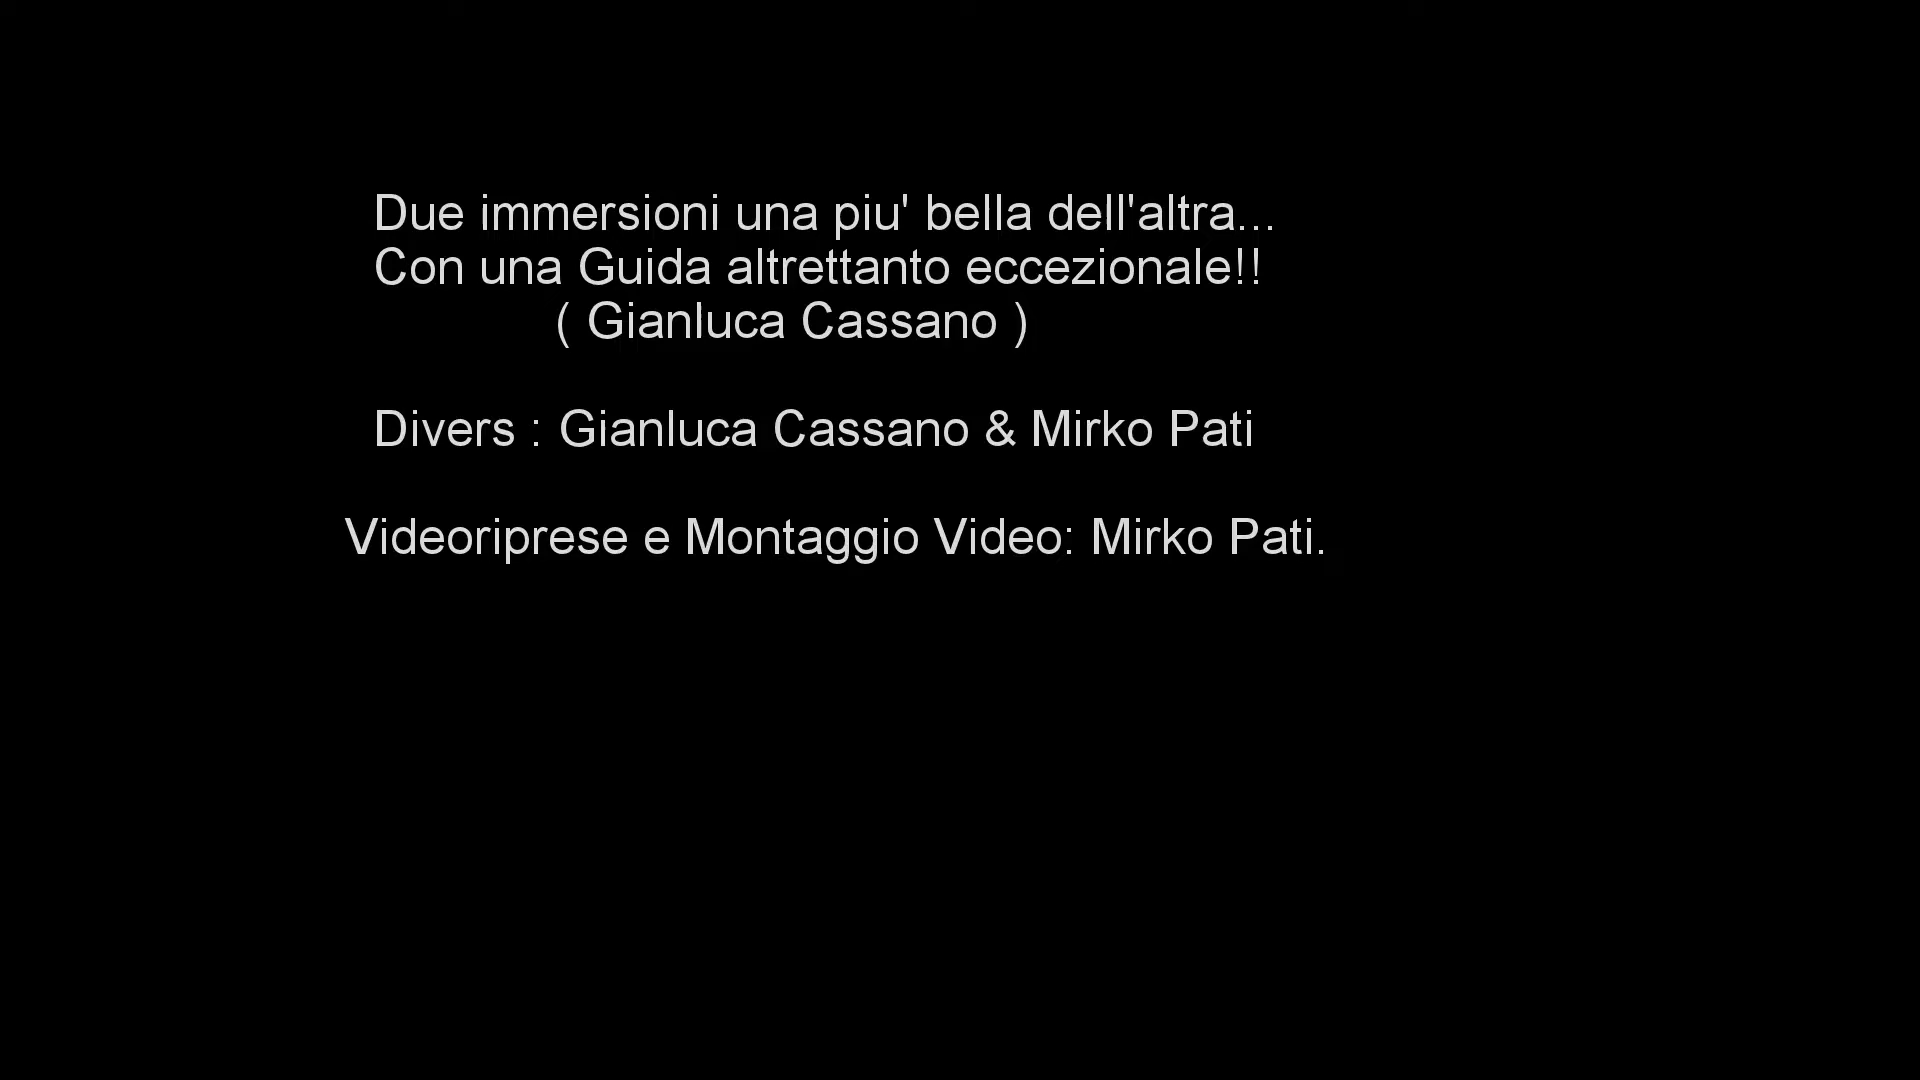 Due immersioni una piu' bella dell'altra...
Con una Guida altrettanto eccezionale!!
( Gianluca Cassano )
Divers : Gianluca Cassano & Mirko Pati
Videoriprese e Montaggio Video: Mirko Pati.